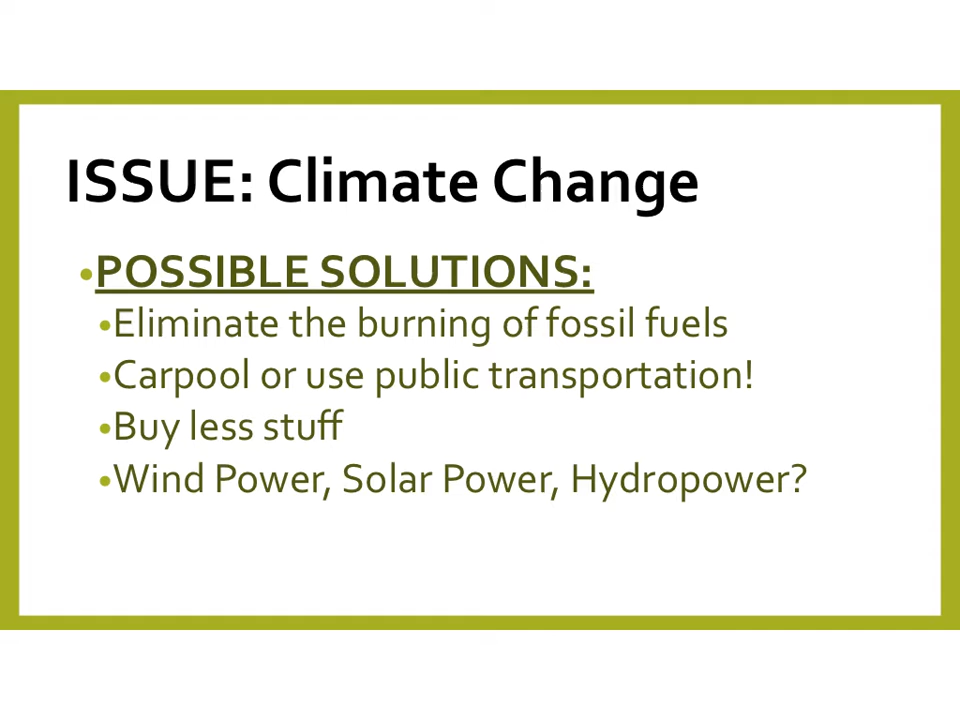 ISSUE: Climate Change
•POSSIBLE SOLUTIONS:
•Eliminate the burning of fossil fuels
•Carpool or use public transportation!
•Buy less stuff
•Wind Power, Solar Power, Hydropower?